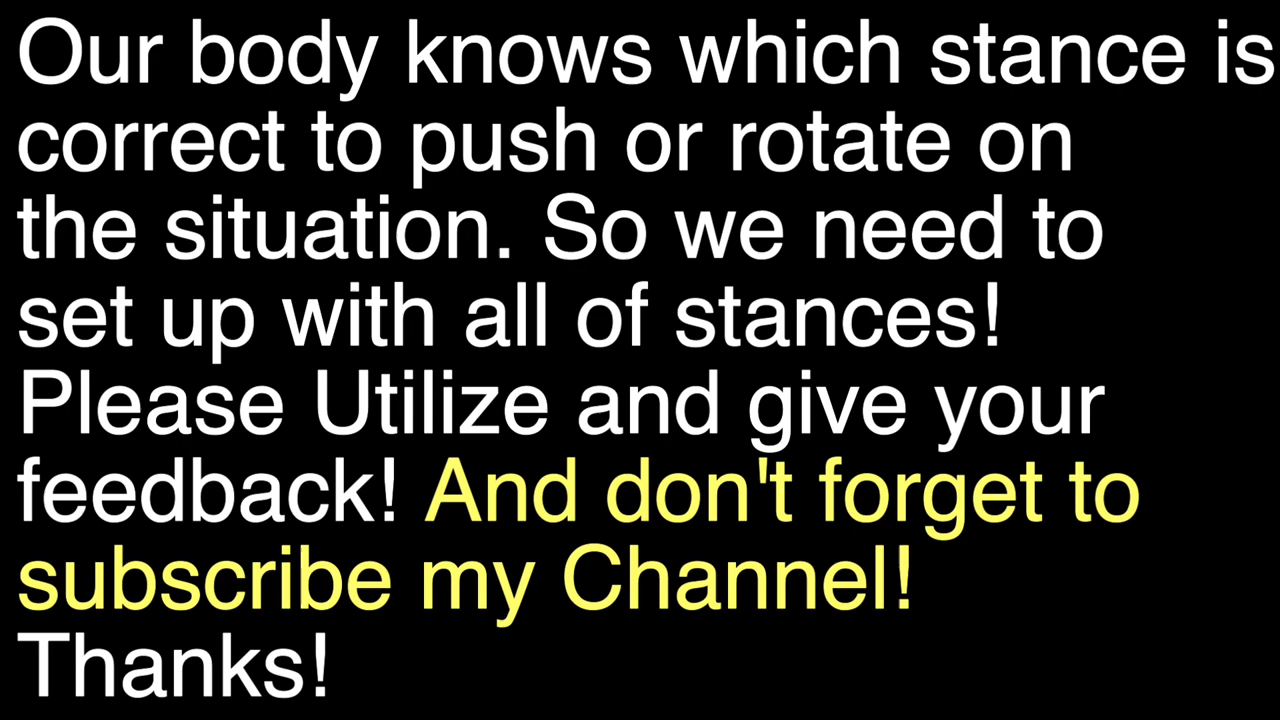 Our body knows which stance is
correct to push or rotate on
the situation. So we need to
set up with all of stances!
Please Utilize and give your
feedback! And don't forget to
subscribe my Channel!
Thanks!